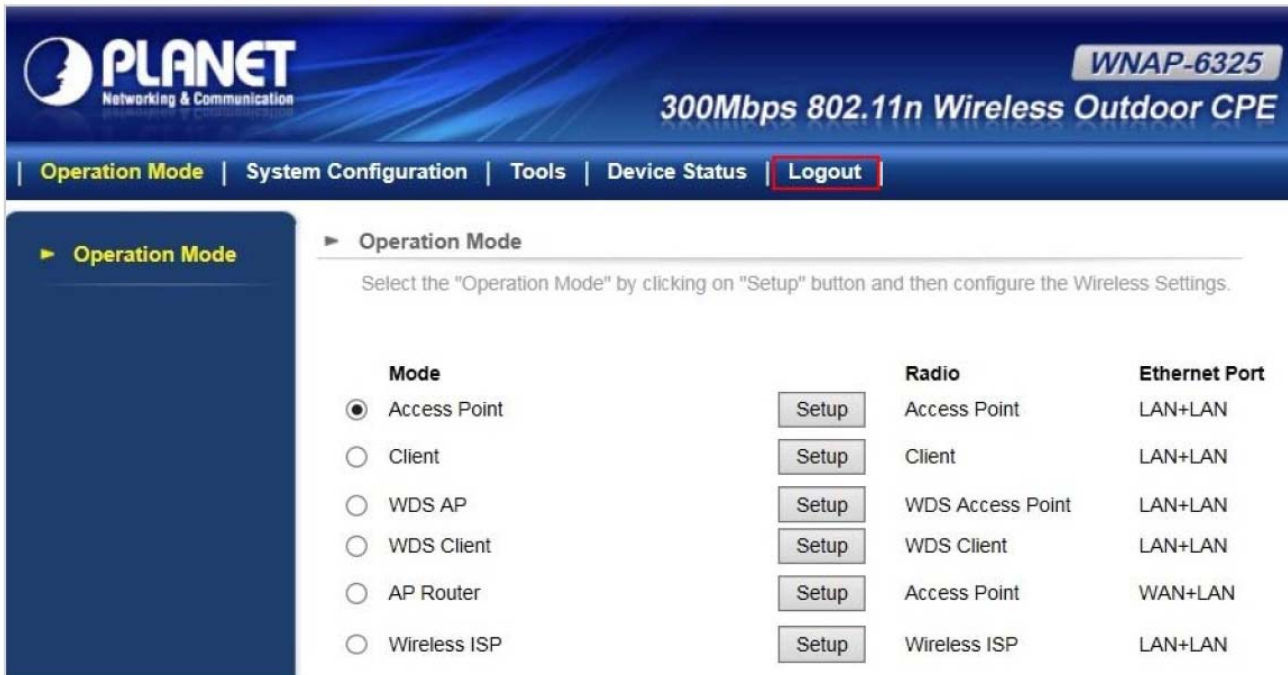 PLANET
Networking & Communication
WNAP-6325
300Mbps 802.11n Wireless Outdoor CPE
| Operation Mode | System Configuration | Tools | Device Status | Logout |
Operation Mode
Operation Mode
Select the "Operation Mode" by clicking on "Setup" button and then configure the Wireless Settings.
Mode Radio Ethernet Port
Access Point Setup Access Point LAN+LAN
Client Setup Client LAN+LAN
WDS AP Setup WDS Access Point LAN+LAN
WDS Client Setup WDS Client LAN+LAN
AP Router Setup Access Point WAN+LAN
Wireless ISP Setup Wireless ISP LAN+LAN